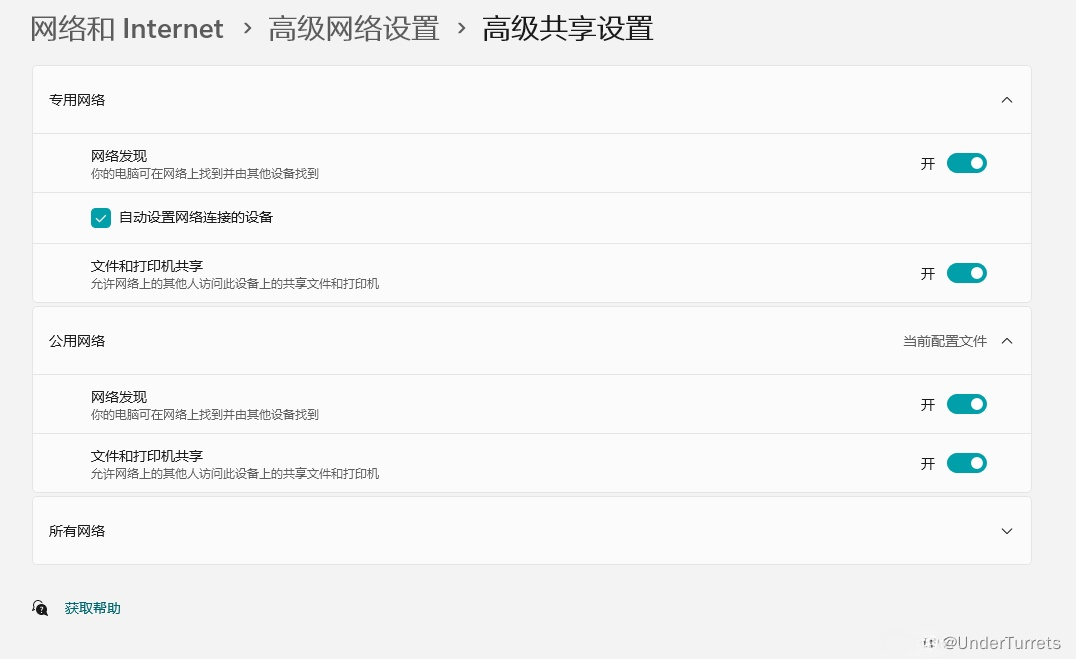 网络和 Internet › 高级网络设置 › 高级共享设置
专用网络
网络发现
你的电脑可在网络上找到并由其他设备找到
开
自动设置网络连接的设备
文件和打印机共享
允许网络上的其他人访问此设备上的共享文件和打印机
开
公用网络 当前配置文件
网络发现
你的电脑可在网络上找到并由其他设备找到
开
文件和打印机共享
允许网络上的其他人访问此设备上的共享文件和打印机
开
所有网络
获取帮助
@UnderTurrets